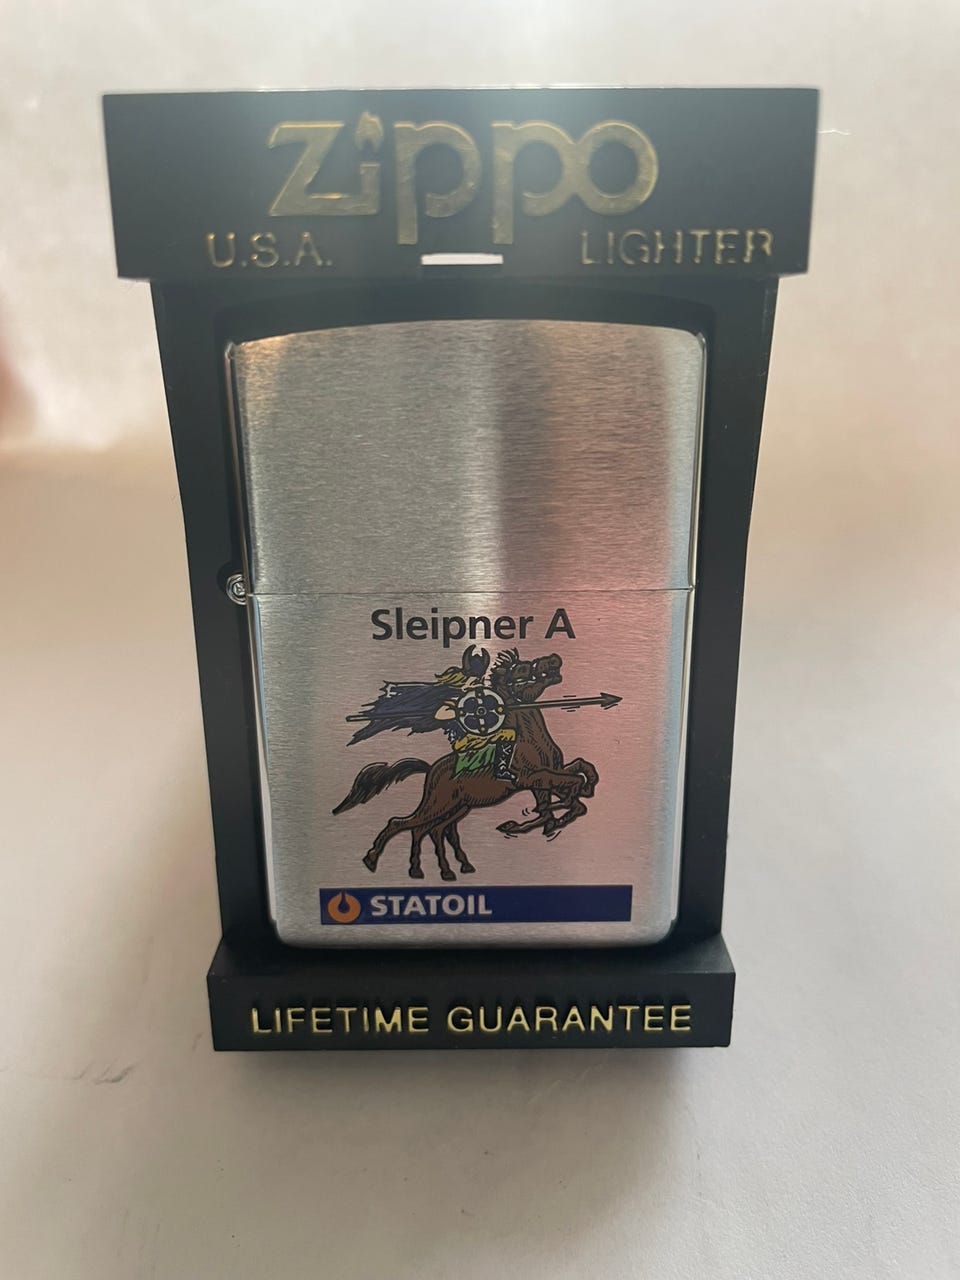 Zippo
U.S.A. LIGHTER
Sleipner A
STATOIL
LIFETIME GUARANTEE